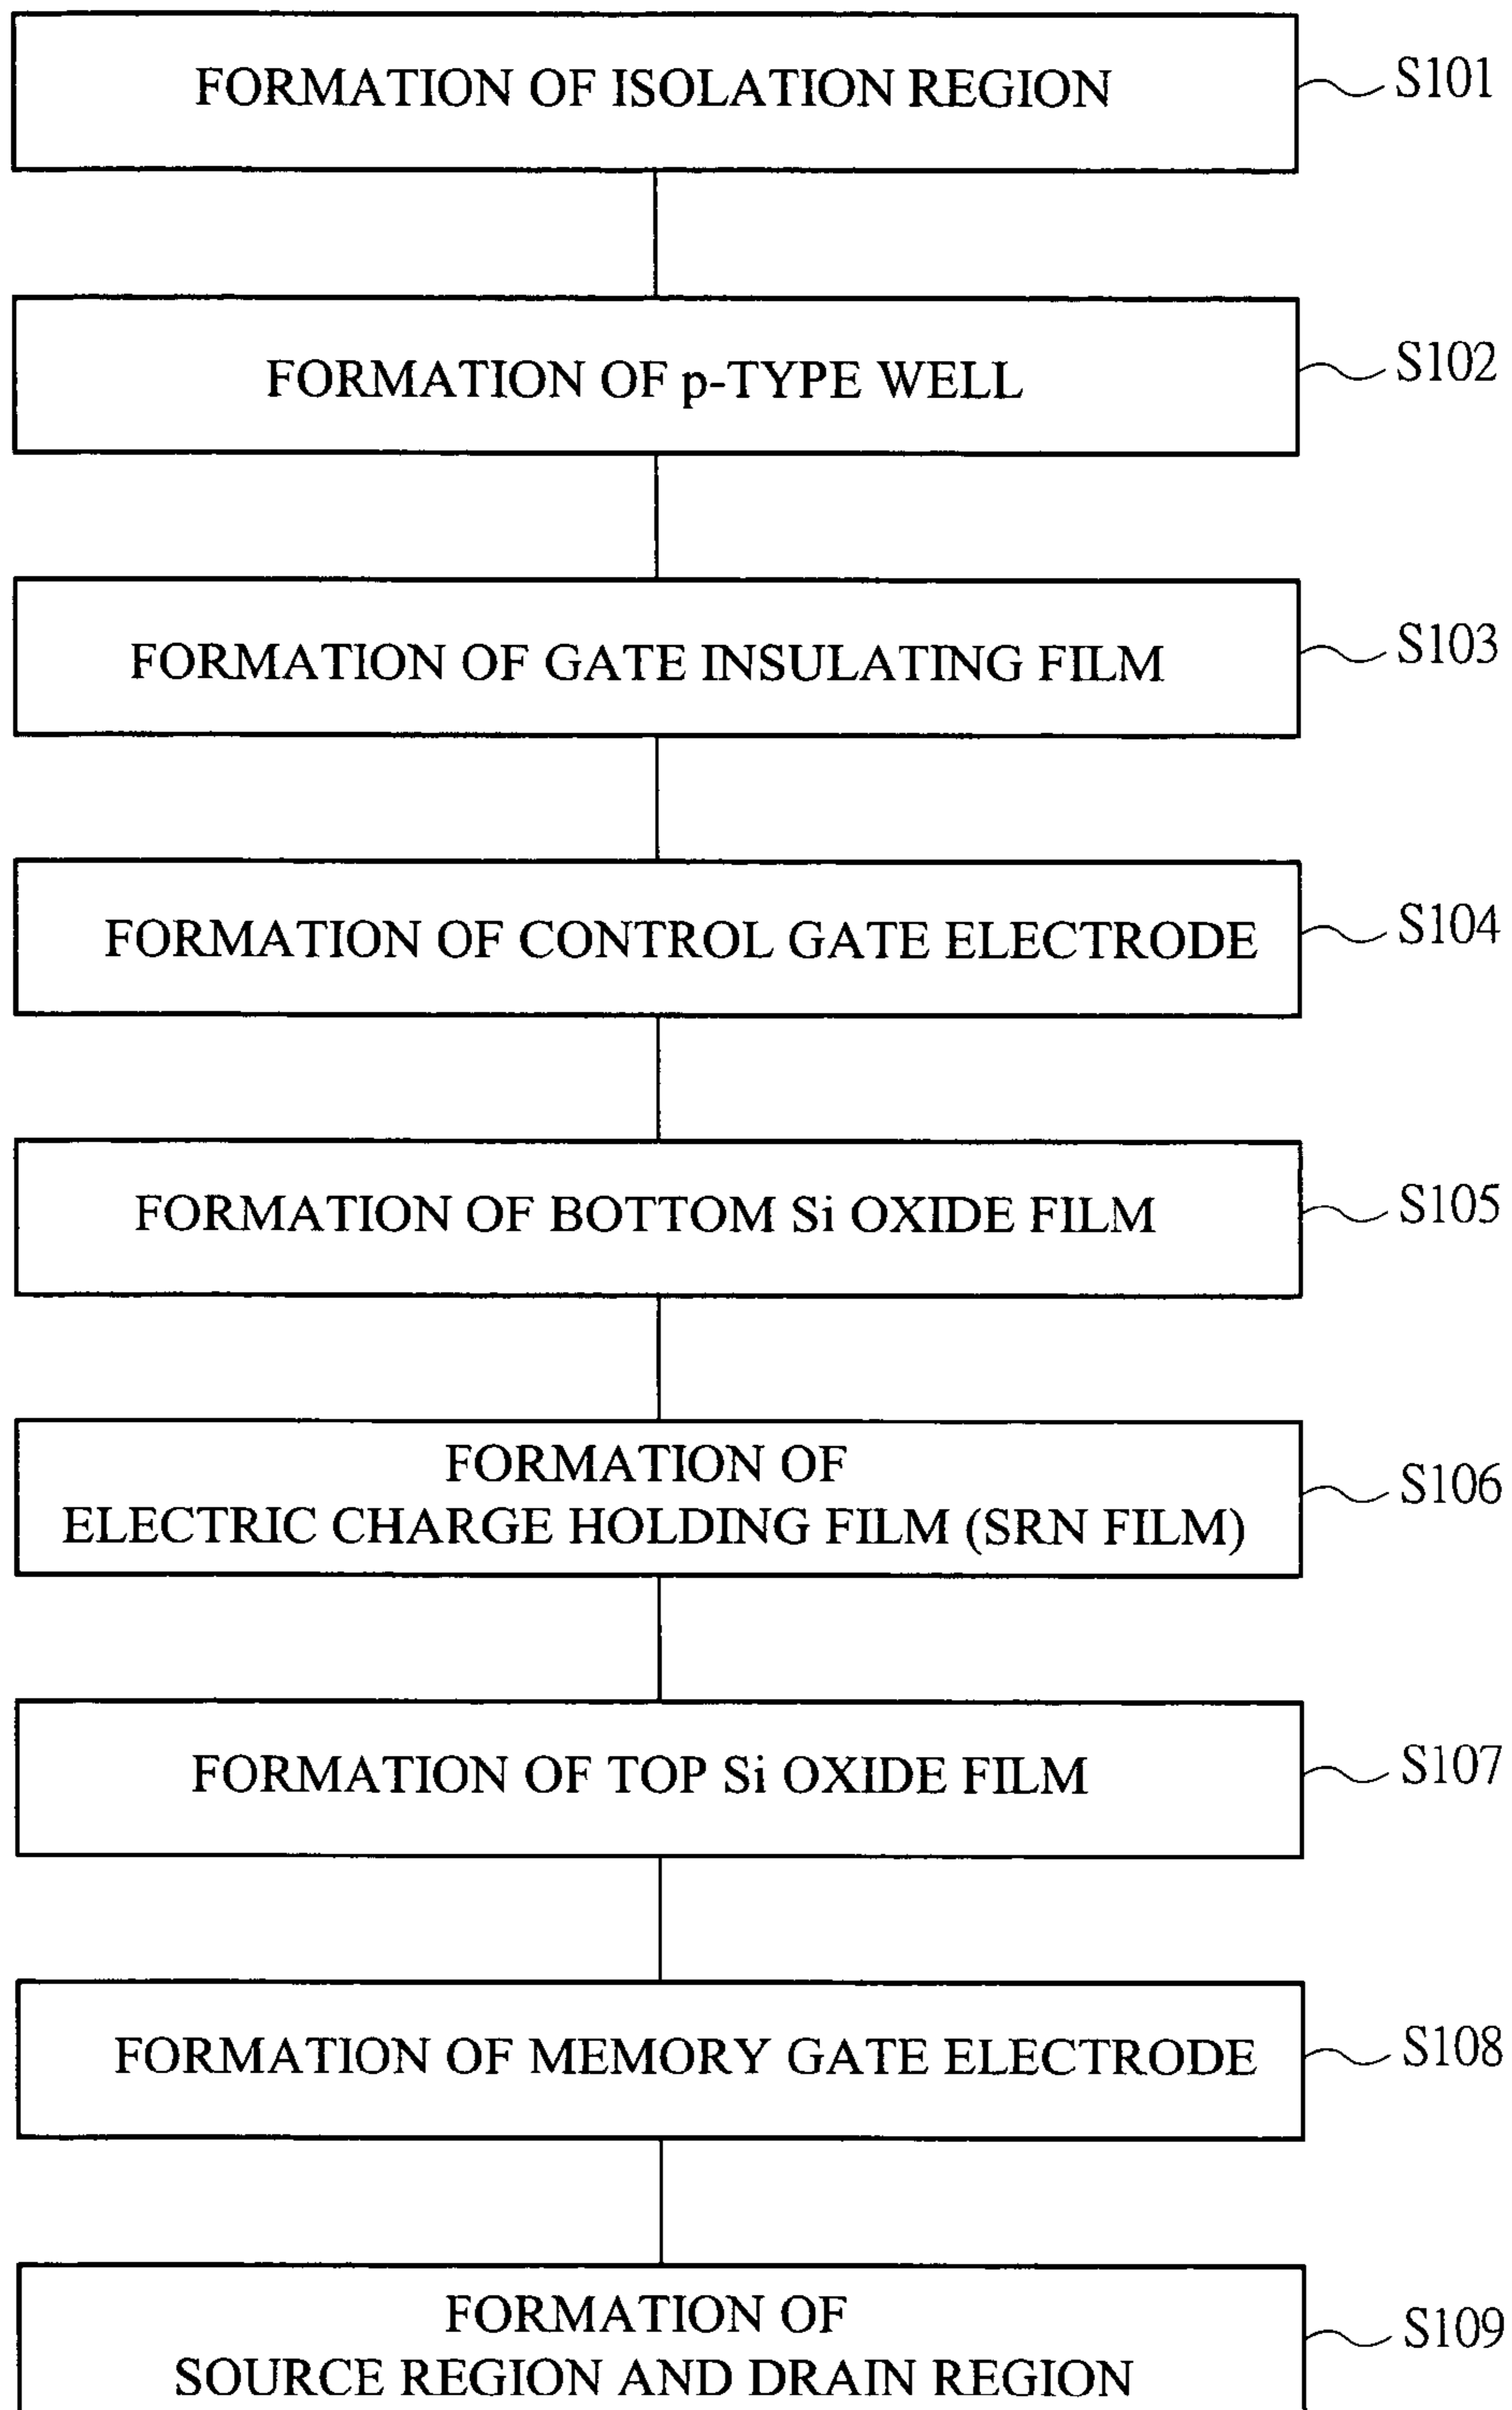 FORMATION OF ISOLATION REGION
S101
FORMATION OF p-TYPE WELL
S102
FORMATION OF GATE INSULATING FILM
S103
FORMATION OF CONTROL GATE ELECTRODE
S104
FORMATION OF BOTTOM Si OXIDE FILM
S105
FORMATION OF
ELECTRIC CHARGE HOLDING FILM (SRN FILM)
S106
FORMATION OF TOP Si OXIDE FILM
S107
FORMATION OF MEMORY GATE ELECTRODE
S108
FORMATION OF
SOURCE REGION AND DRAIN REGION
S109